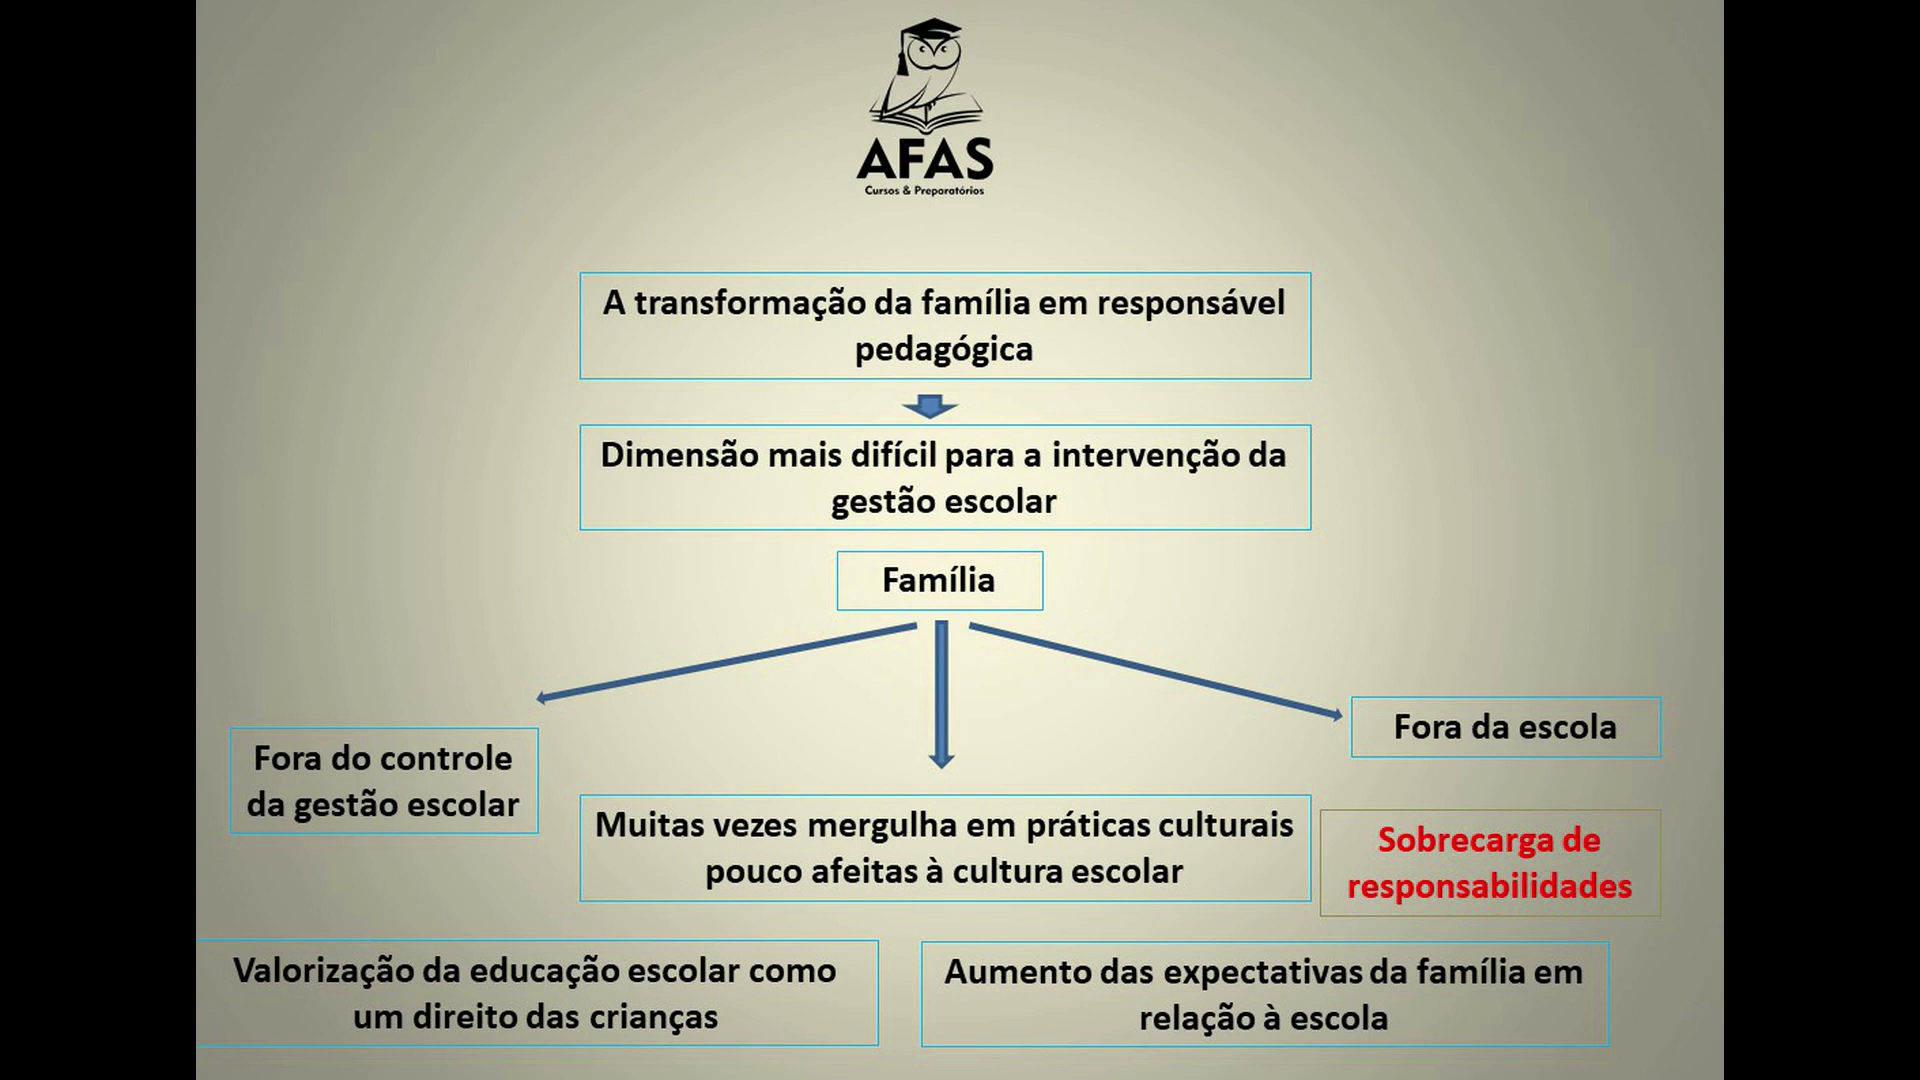 AFAS
Cursos & Preparatórios
A transformação da família em responsável
pedagógica
Dimensão mais difícil para a intervenção da
gestão escolar
Família
Fora do controle
da gestão escolar
Muitas vezes mergulha em práticas culturais
pouco afeitas à cultura escolar
Fora da escola
Sobrecarga de
responsabilidades
Valorização da educação escolar como
um direito das crianças
Aumento das expectativas da família em
relação à escola